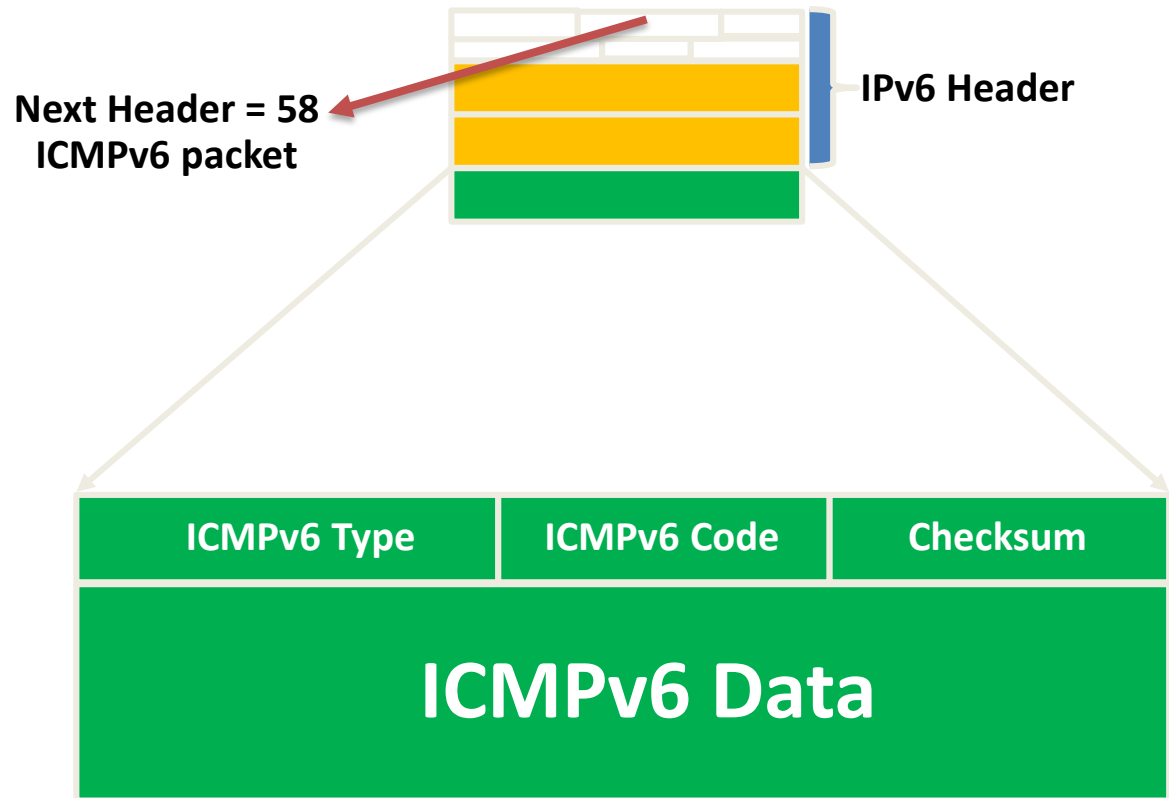 IPv6 Header
Next Header = 58
ICMPv6 packet
ICMPv6 Type
ICMPv6 Code
Checksum
ICMPv6 Data